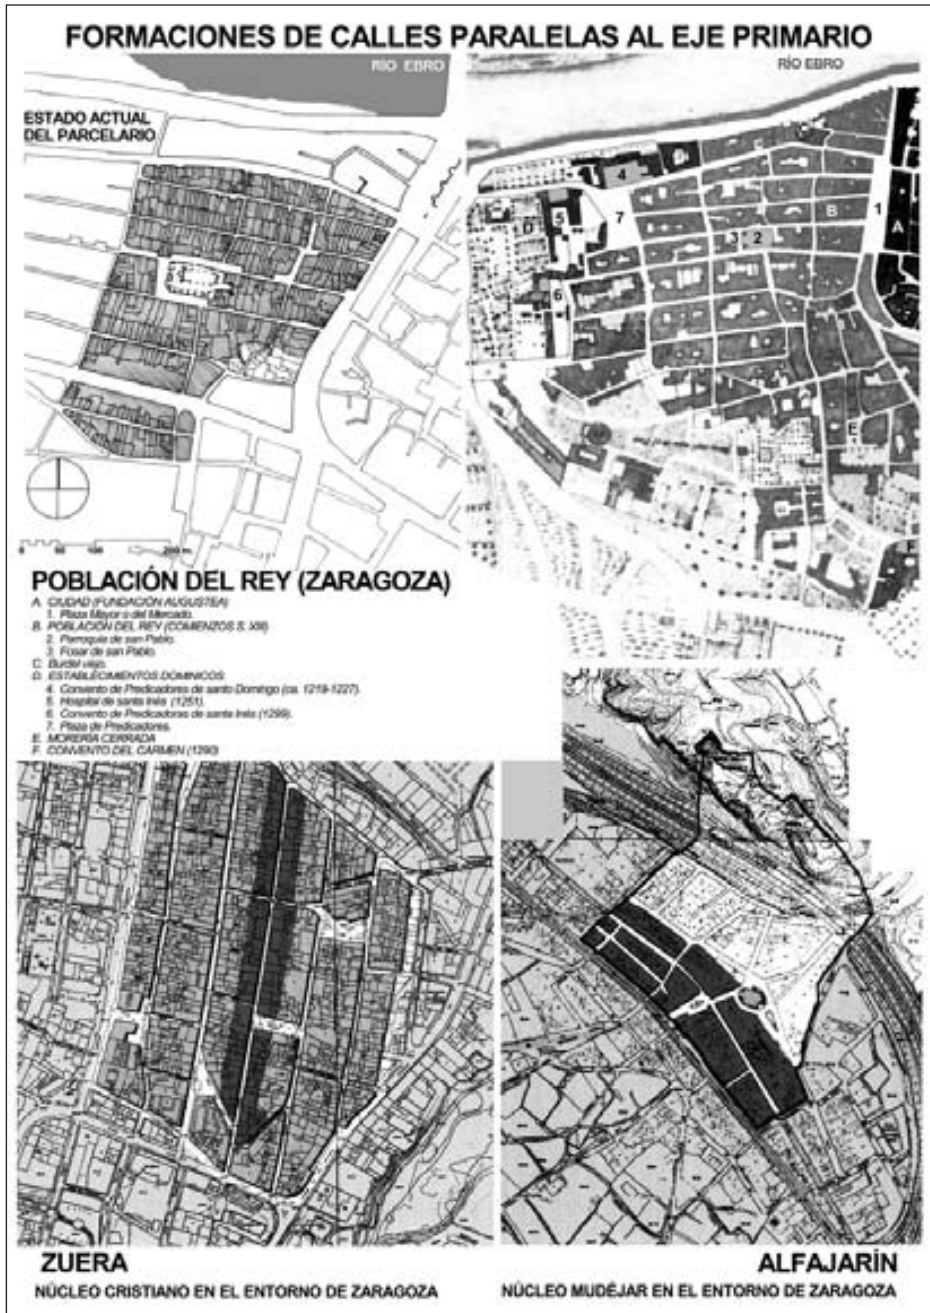 FORMACIONES DE CALLES PARALELAS AL EJE PRIMARIO
RÍO EBRO
RÍO EBRO
ESTADO ACTUAL
DEL PARCELARIO
4
D
C
5
7
B
1
D
A
3
2
6
E
F
0
50
100
200 m.
POBLACIÓN DEL REY (ZARAGOZA)
A. CIUDAD (FUNDACIÓN AUGUSTEA)
1. Plaza Mayor o del Mercado.
B. POBLACIÓN DEL REY (COMIENZOS S. XIII)
2. Parroquia de san Pablo.
3. Fosar de san Pablo.
C. Burdel viejo.
D. ESTABLECIMIENTOS DOMINICOS
4. Convento de Predicadores de santo Domingo (ca. 1219-1227).
5. Hospital de santa Inés (1251).
6. Convento de Predicadoras de santa Inés (1299).
7. Plaza de Predicadores.
E. MORERÍA CERRADA
F. CONVENTO DEL CARMEN (1290)
ZUERA
NÚCLEO CRISTIANO EN EL ENTORNO DE ZARAGOZA
ALFAJARÍN
NÚCLEO MUDÉJAR EN EL ENTORNO DE ZARAGOZA